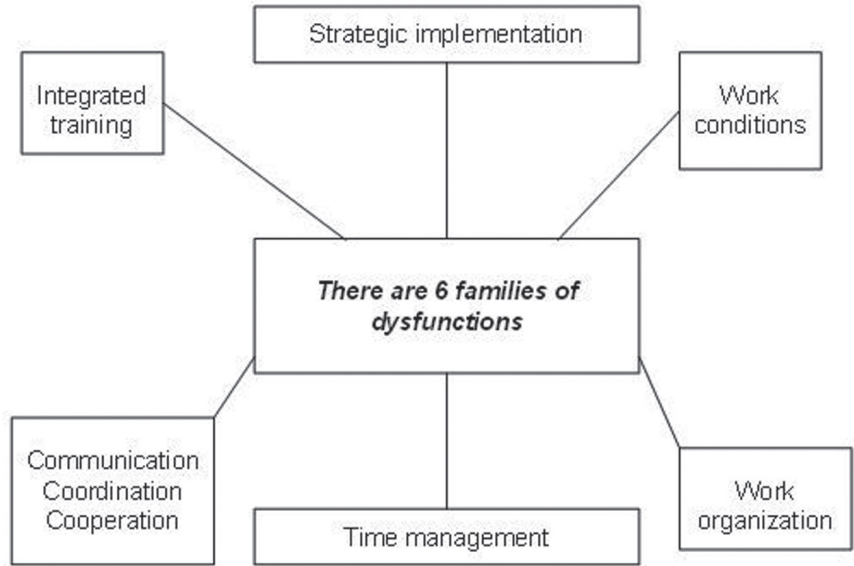 Strategic implementation
Integrated
training
Work
conditions
There are 6 families of
dysfunctions
Communication
Coordination
Cooperation
Time management
Work
organization